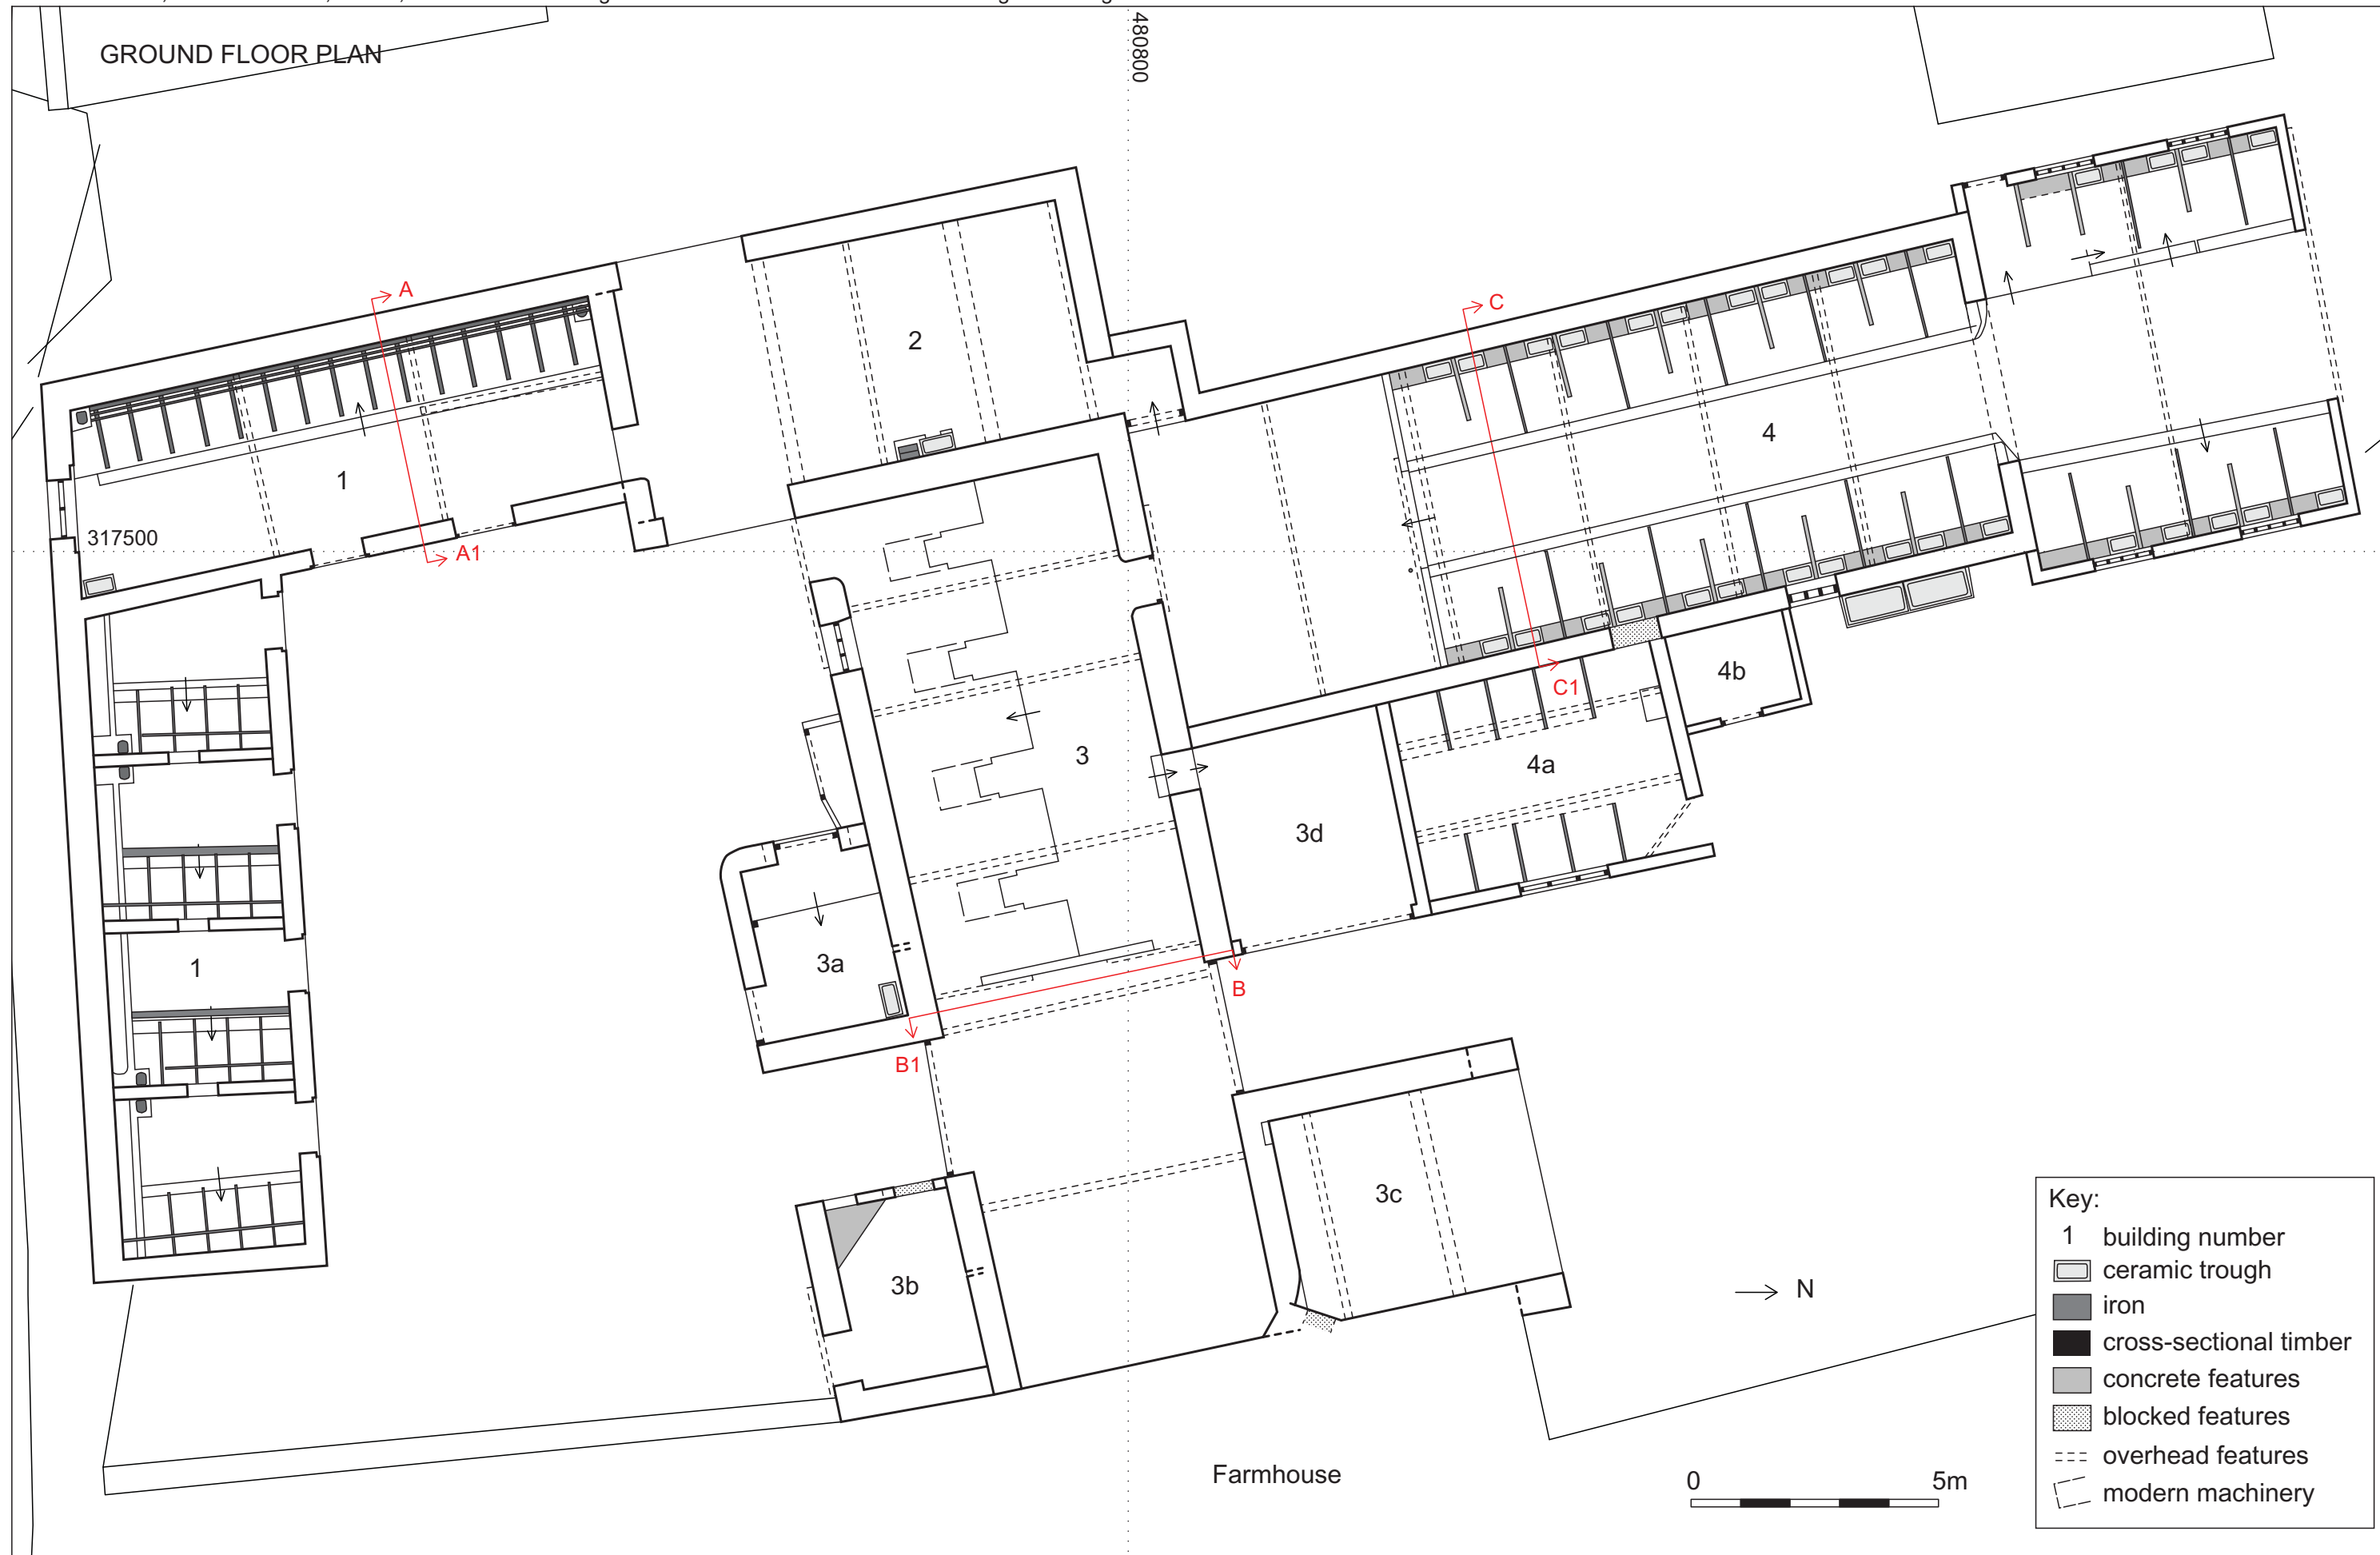 GROUND FLOOR PLAN
480800
A
C
2
4
1
317500
A1
4b
C1
3
4a
3d
3a
1
B
B1
3c
3b
N
Farmhouse
0 5m
Key:
1 building number
ceramic trough
iron
cross-sectional timber
concrete features
blocked features
overhead features
modern machinery